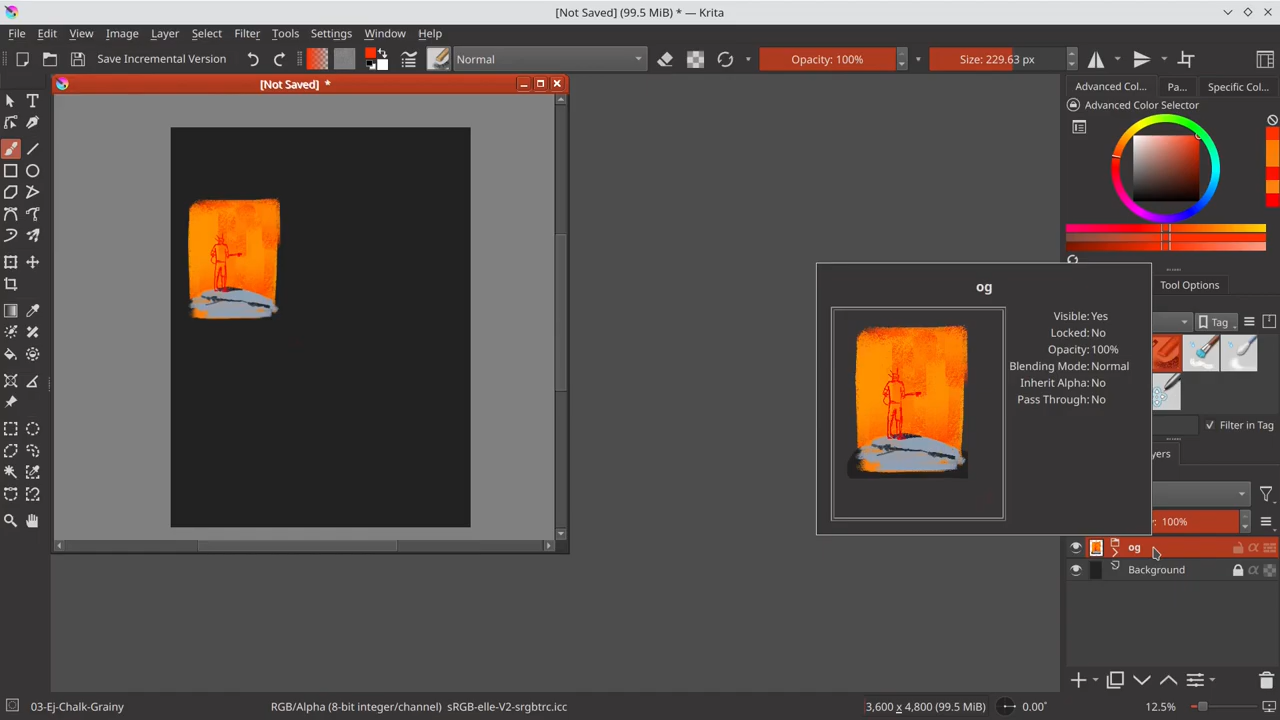 [Not Saved] (99.5 MiB) * — Krita
File Edit View Image Layer Select Filter Tools Settings Window Help
Save Incremental Version
Normal
Opacity: 100%
Size: 229.63 px
[Not Saved] *
Advanced Col...
Pa...
Specific Col...
Advanced Color Selector
Tool Options
Tag
Filter in Tag
og
Visible: Yes
Locked: No
Opacity: 100%
Blending Mode: Normal
Inherit Alpha: No
Pass Through: No
100%
og
Background
03-Ej-Chalk-Grainy
RGB/Alpha (8-bit integer/channel) sRGB-elle-V2-srgbtrc.icc
3,600 x 4,800 (99.5 MiB)
0.00°
12.5%